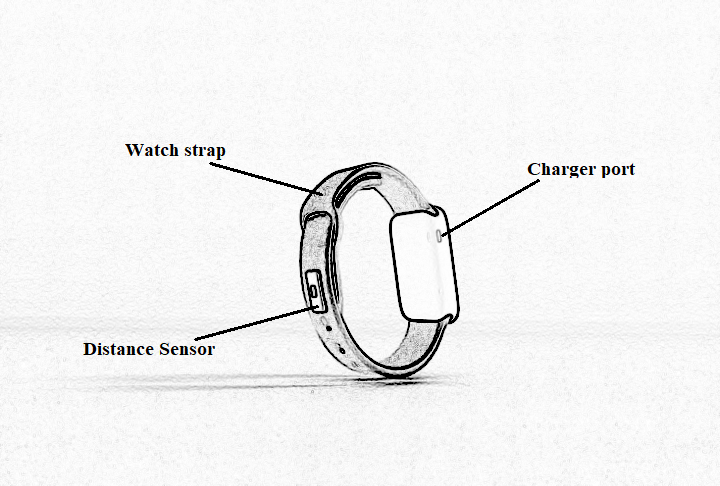 Watch strap
Charger port
Distance Sensor